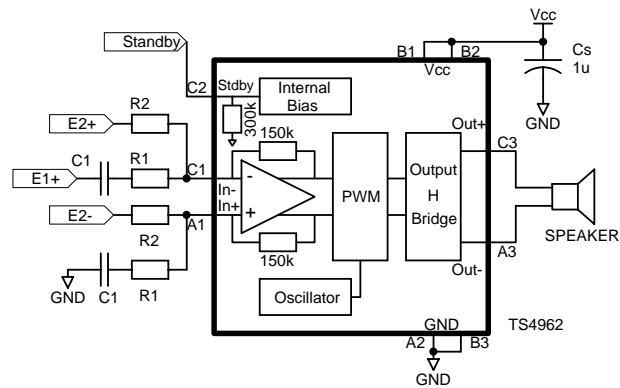 Vcc
Standby
B1
B2
Vcc
Cs
1u
GND
C2
Stdby
Internal
Bias
300k
R2
E2+
150k
Out+
C3
C1
R1
C1
E1+
In-
In+
-
+
PWM
Output
H
Bridge
E2-
A1
R2
150k
SPEAKER
A3
Out-
Oscillator
GND
C1
R1
GND
TS4962
A2
B3
GND